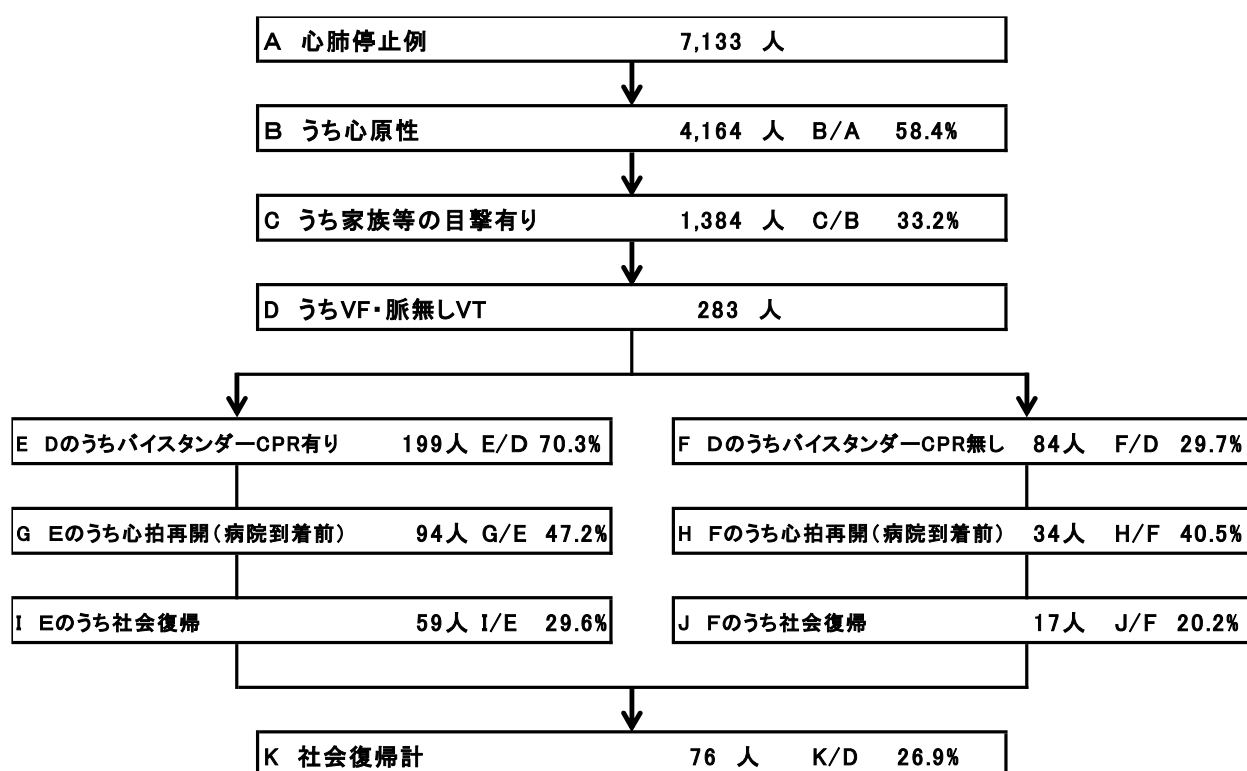 A 心肺停止例 7,133 人
B うち心原性 4,164 人 B/A 58.4%
C うち家族等の目撃有り 1,384 人 C/B 33.2%
D うちVF・脈無しVT 283 人
E DのうちバイスタンダーCPR有り 199人 E/D 70.3%
F DのうちバイスタンダーCPR無し 84人 F/D 29.7%
G Eのうち心拍再開(病院到着前) 94人 G/E 47.2%
H Fのうち心拍再開(病院到着前) 34人 H/F 40.5%
I Eのうち社会復帰 59人 I/E 29.6%
J Fのうち社会復帰 17人 J/F 20.2%
K 社会復帰計 76 人 K/D 26.9%